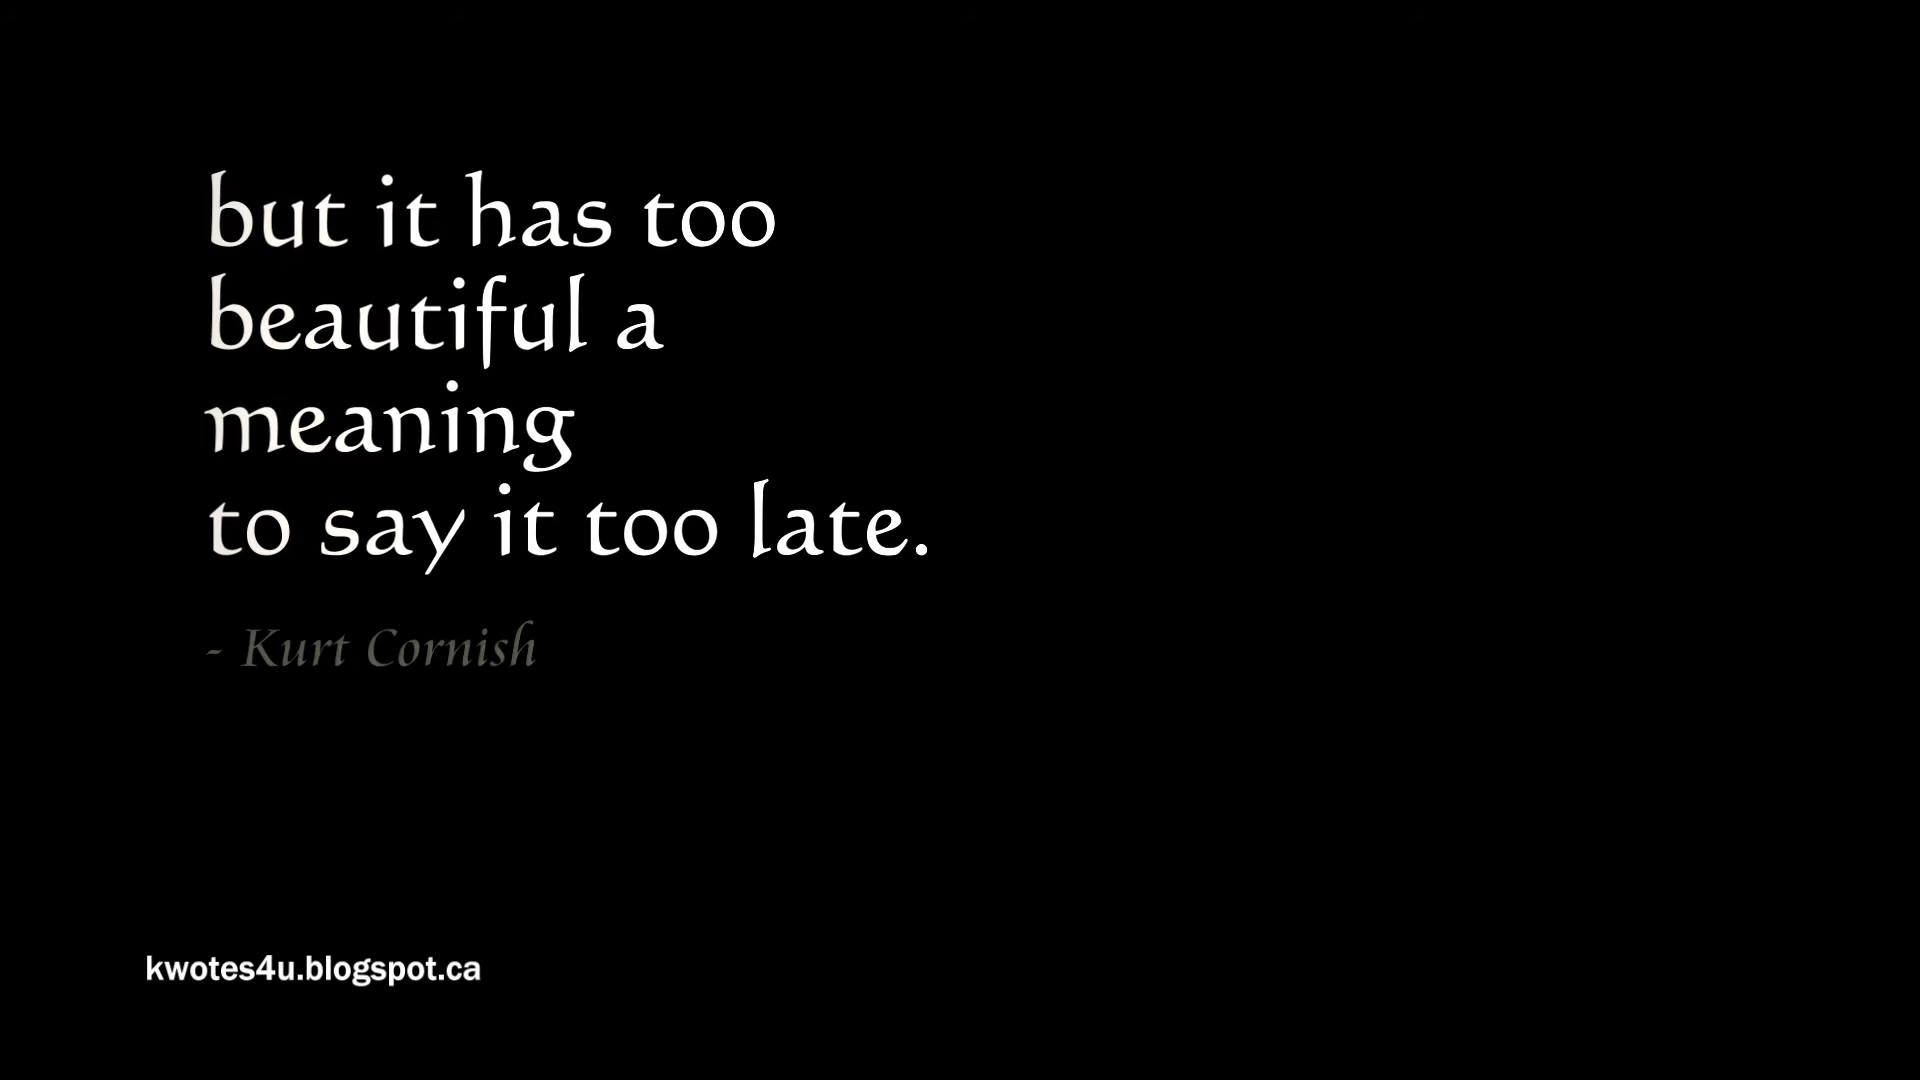 but it has too
beautiful a
meaning
to say it too late.
- Kurt Cornish
kwotes4u.blogspot.ca